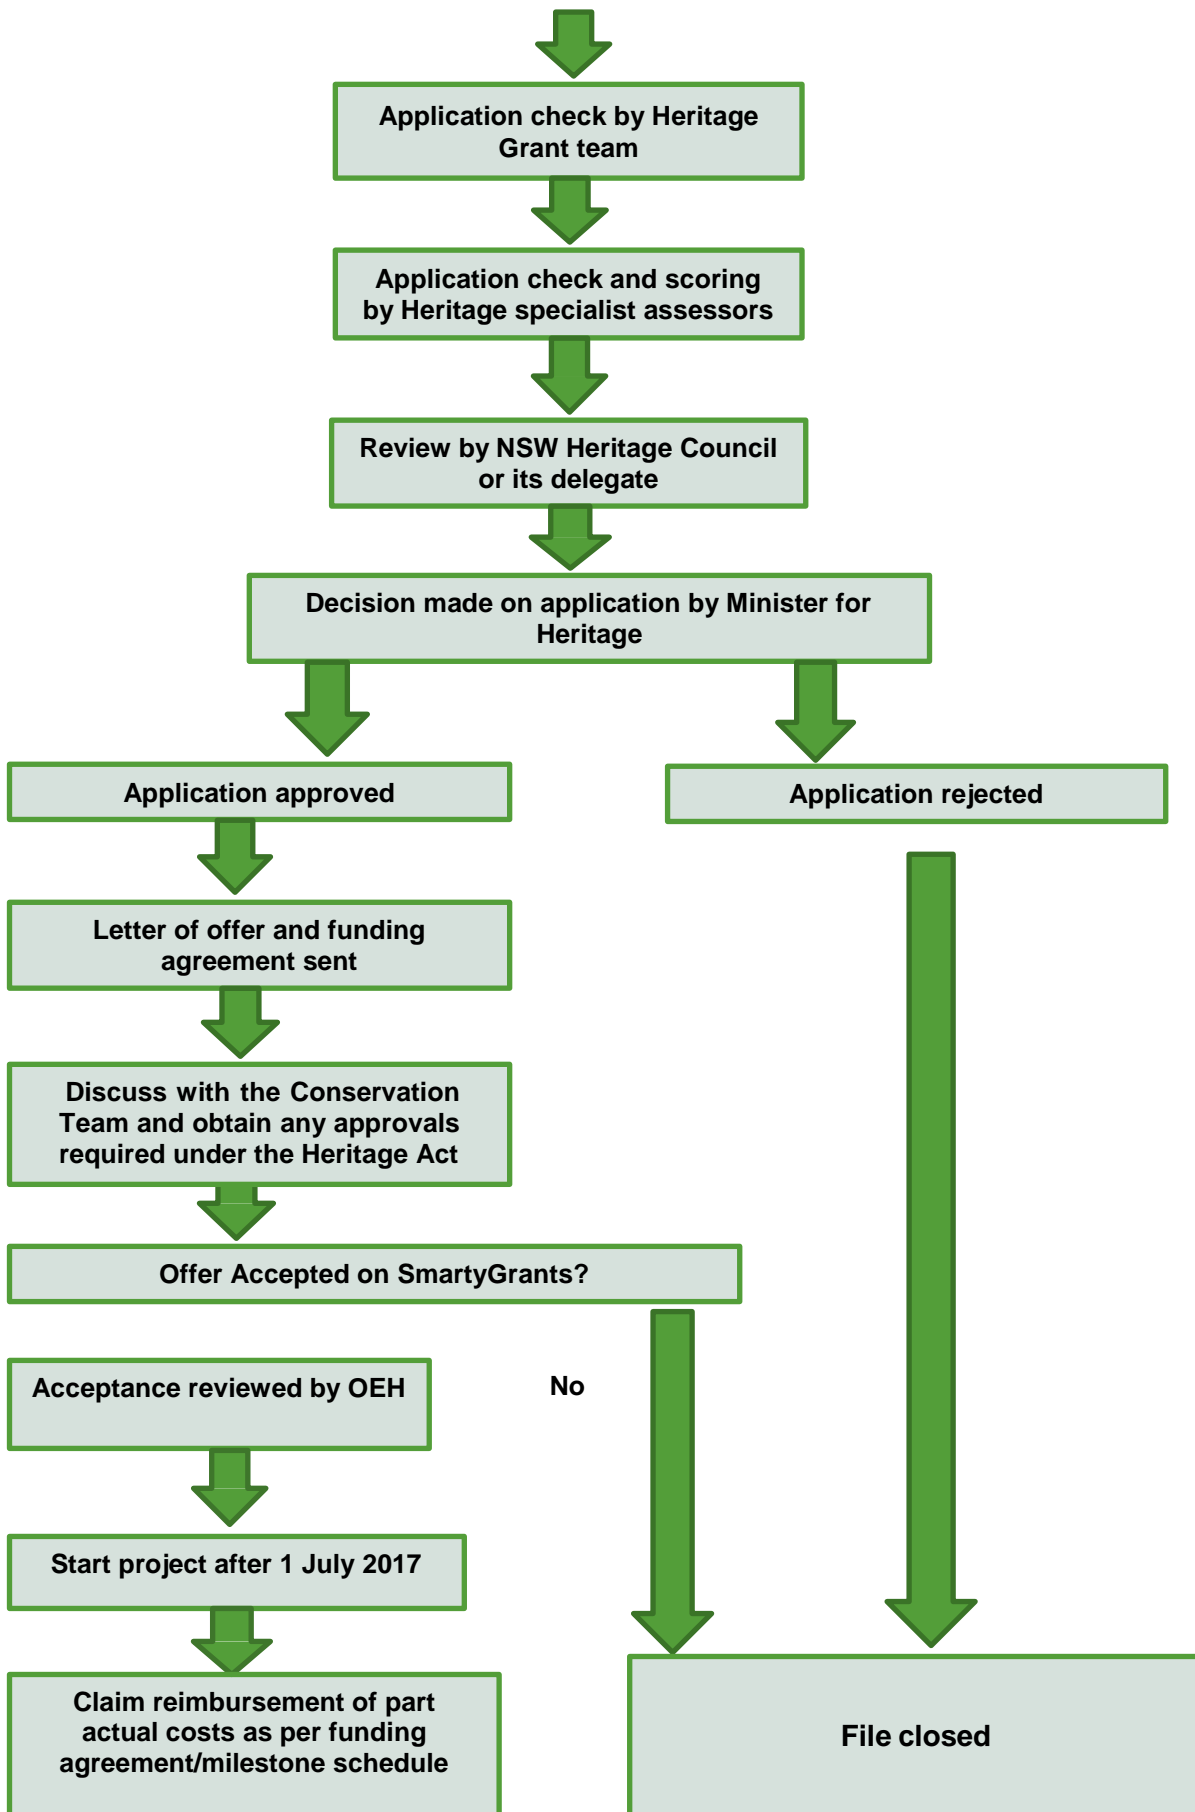 Application check by Heritage
Grant team
Application check and scoring
by Heritage specialist assessors
Review by NSW Heritage Council
or its delegate
Decision made on application by Minister for
Heritage
Application approved
Application rejected
Letter of offer and funding
agreement sent
Discuss with the Conservation
Team and obtain any approvals
required under the Heritage Act
Offer Accepted on SmartyGrants?
Acceptance reviewed by OEH
No
Start project after 1 July 2017
Claim reimbursement of part
actual costs as per funding
agreement/milestone schedule
File closed